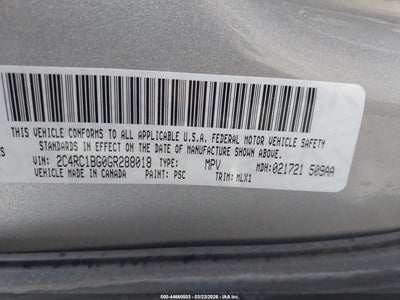 THIS VEHICLE CONFORMS TO ALL APPLICABLE U.S.A. FEDERAL MOTOR VEHICLE SAFETY
STANDARDS IN EFFECT ON THE DATE OF MANUFACTURE SHOWN ABOVE.
VIN: 2C4RC1BG0GR288018 TYPE: MPV MDH: 021721 509AA
VEHICLE MADE IN CANADA PAINT: PSC TRIM: MLX1
000-44660503 - 03/23/2026 - IAA, Inc.